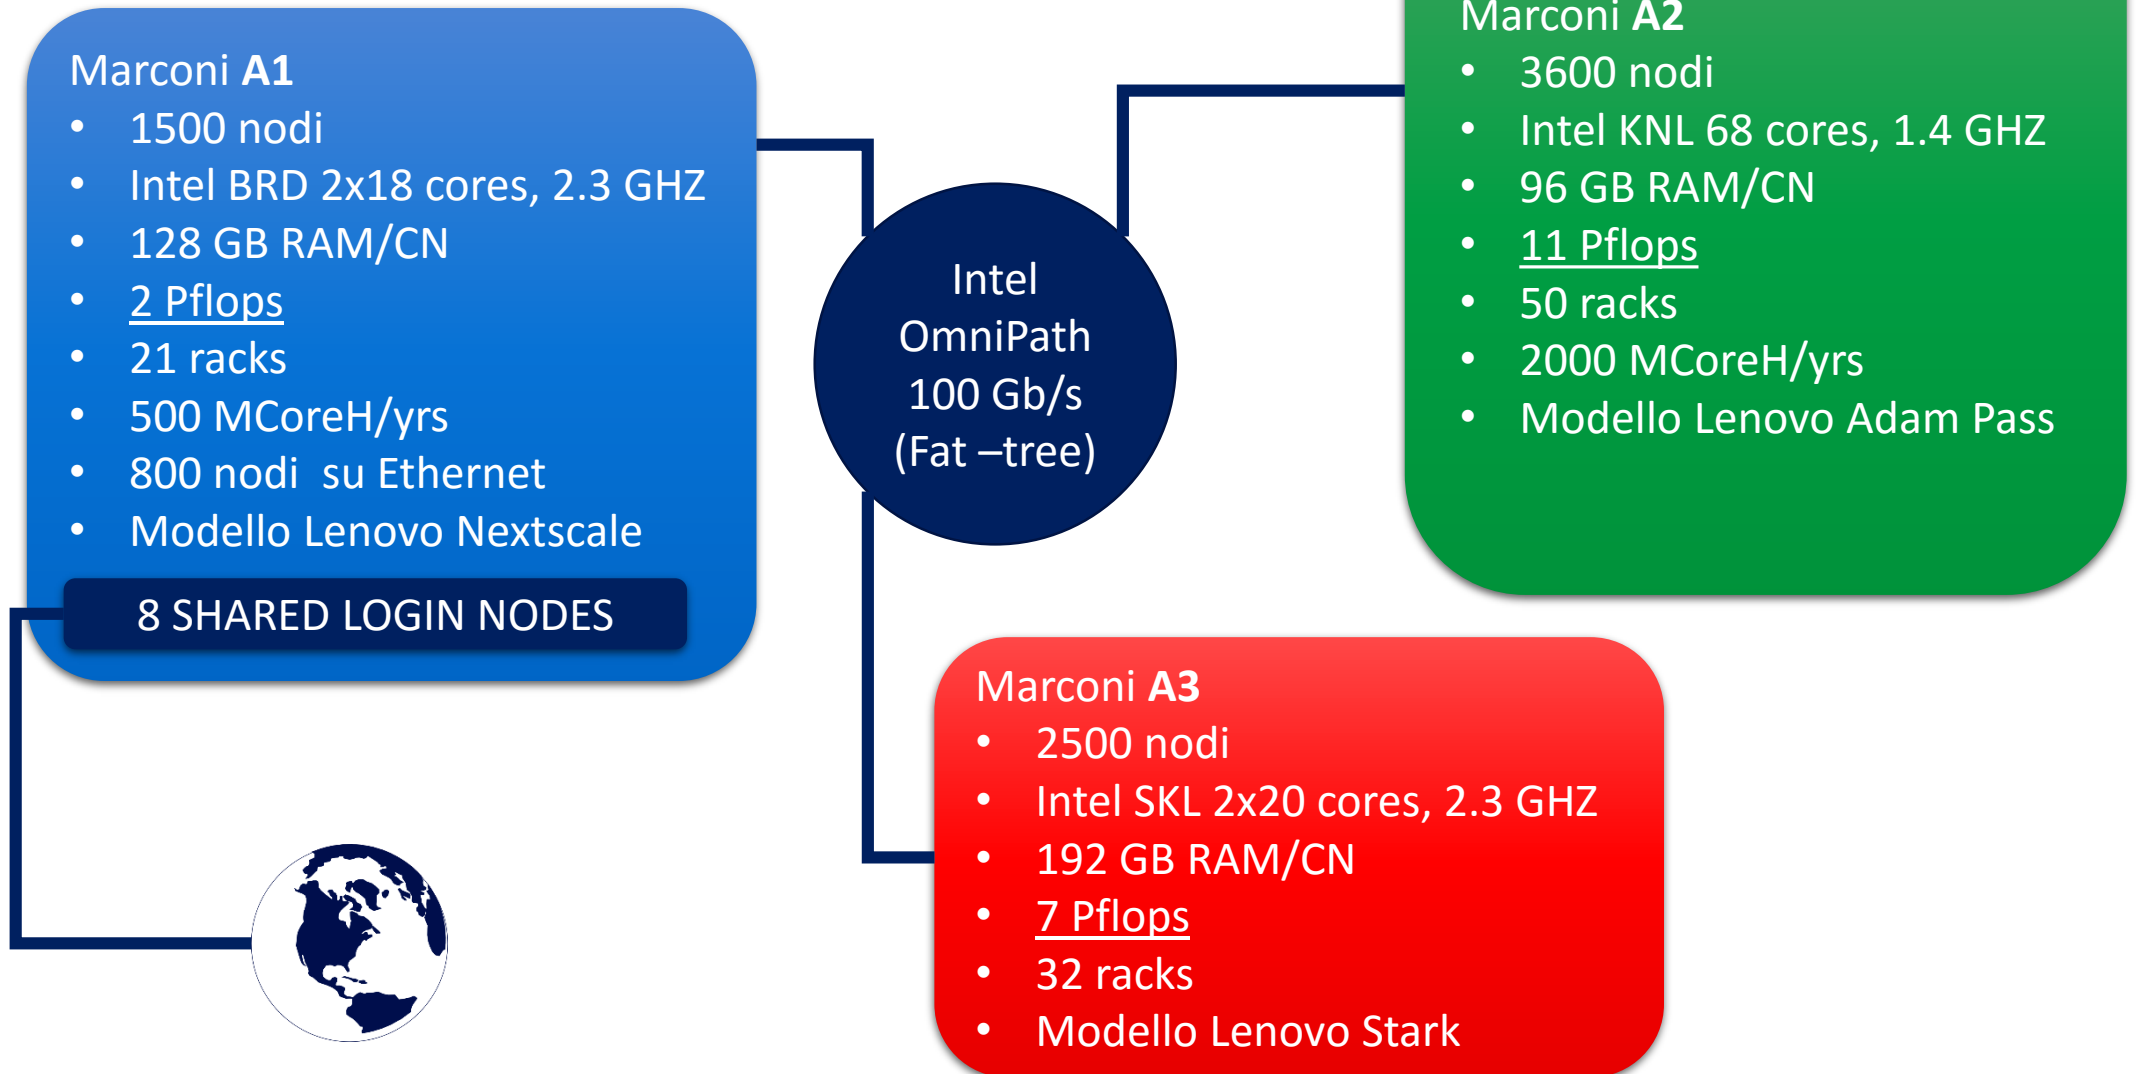 Marconi A1
• 1500 nodi
• Intel BRD 2x18 cores, 2.3 GHZ
• 128 GB RAM/CN
• 2 Pflops
• 21 racks
• 500 MCoreH/yrs
• 800 nodi  su Ethernet
• Modello Lenovo Nextscale
8 SHARED LOGIN NODES
Intel
OmniPath
100 Gb/s
(Fat –tree)
Marconi A2
• 3600 nodi
• Intel KNL 68 cores, 1.4 GHZ
• 96 GB RAM/CN
• 11 Pflops
• 50 racks
• 2000 MCoreH/yrs
• Modello Lenovo Adam Pass
Marconi A3
• 2500 nodi
• Intel SKL 2x20 cores, 2.3 GHZ
• 192 GB RAM/CN
• 7 Pflops
• 32 racks
• Modello Lenovo Stark